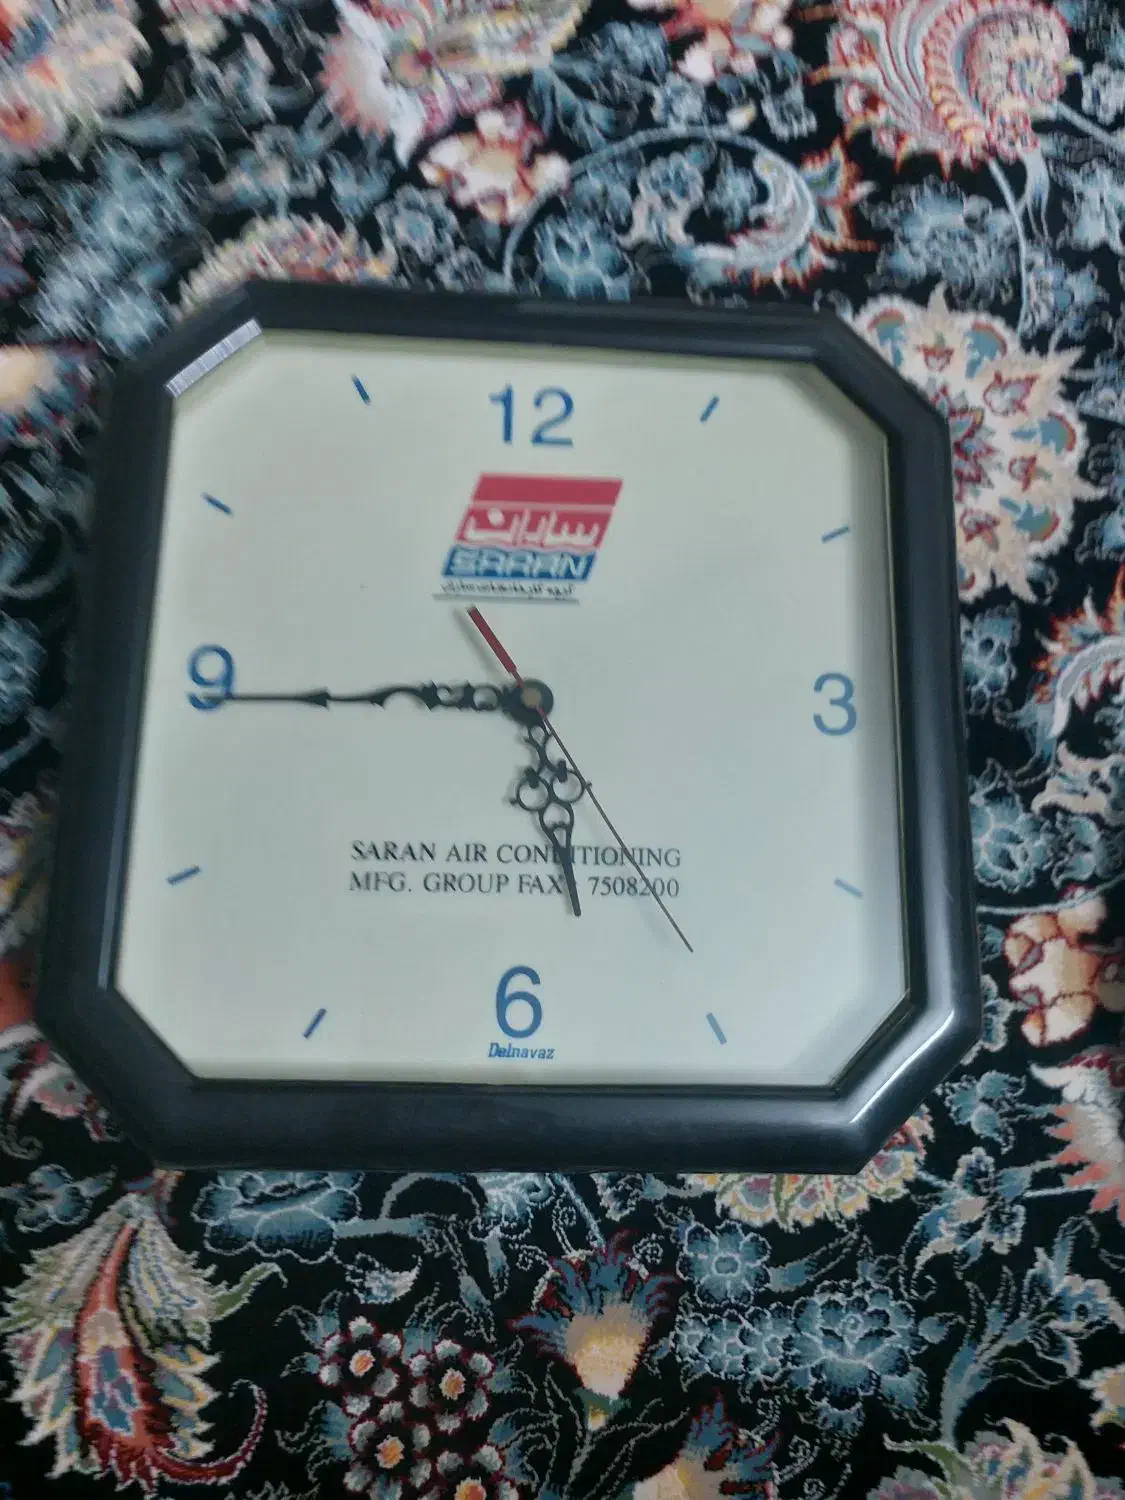 12
ساران
SARAN
9
3
SARAN AIR CONDITIONING
MFG. GROUP FAX: 7508200
6
Delnavaz